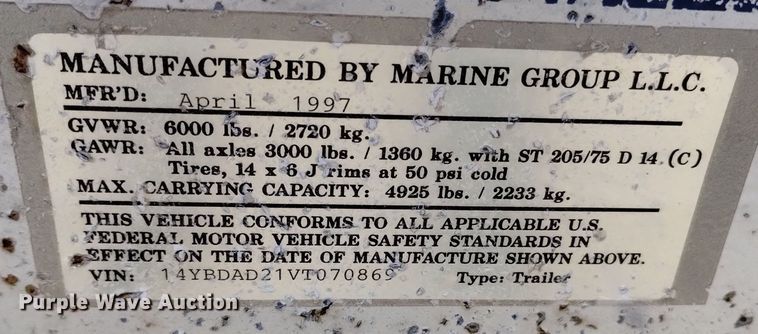 MANUFACTURED BY MARINE GROUP L.L.C.
MFR'D: April 1997
GVWR: 6000 lbs. / 2720 kg.
GAWR: All axles 3000 lbs. / 1360 kg. with ST 205/75 D 14 (C)
Tires, 14 x 6 J rims at 50 psi cold
MAX. CARRYING CAPACITY: 4925 lbs. / 2233 kg.
THIS VEHICLE CONFORMS TO ALL APPLICABLE U.S.
FEDERAL MOTOR VEHICLE SAFETY STANDARDS IN
EFFECT ON THE DATE OF MANUFACTURE SHOWN ABOVE.
VIN: 14YBDAD21VT070869 Type: Trailer
Purple Wave Auction